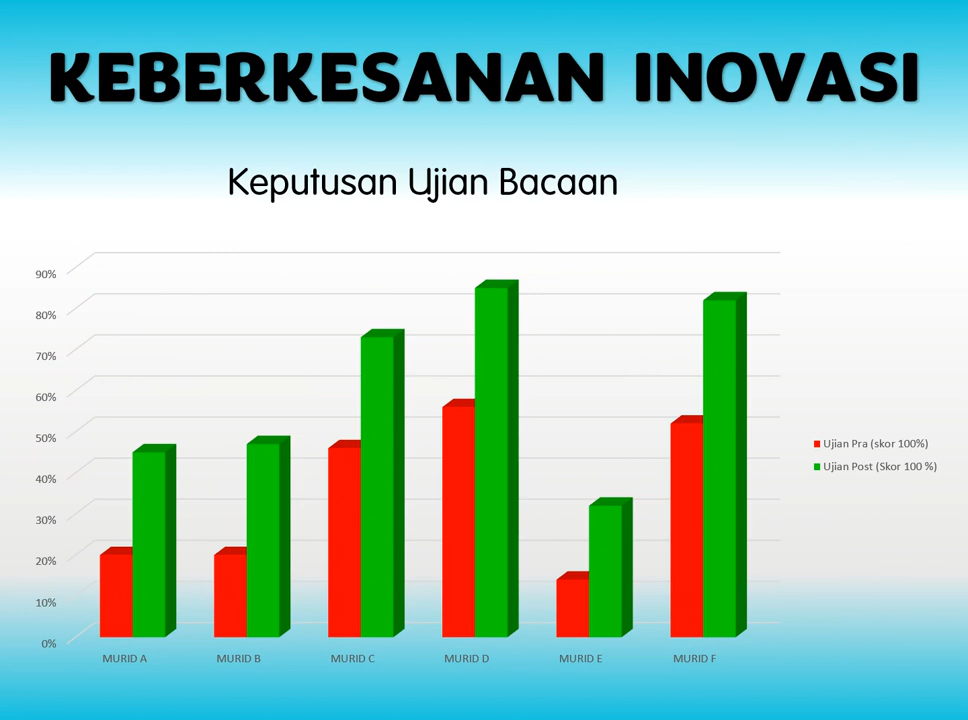 KEBERKESANAN INOVASI
Keputusan Ujian Bacaan
90%
80%
70%
60%
50%
40%
30%
20%
10%
0%
MURID A
MURID B
MURID C
MURID D
MURID E
MURID F
Ujian Pra (skor 100%)
Ujian Post (Skor 100 %)